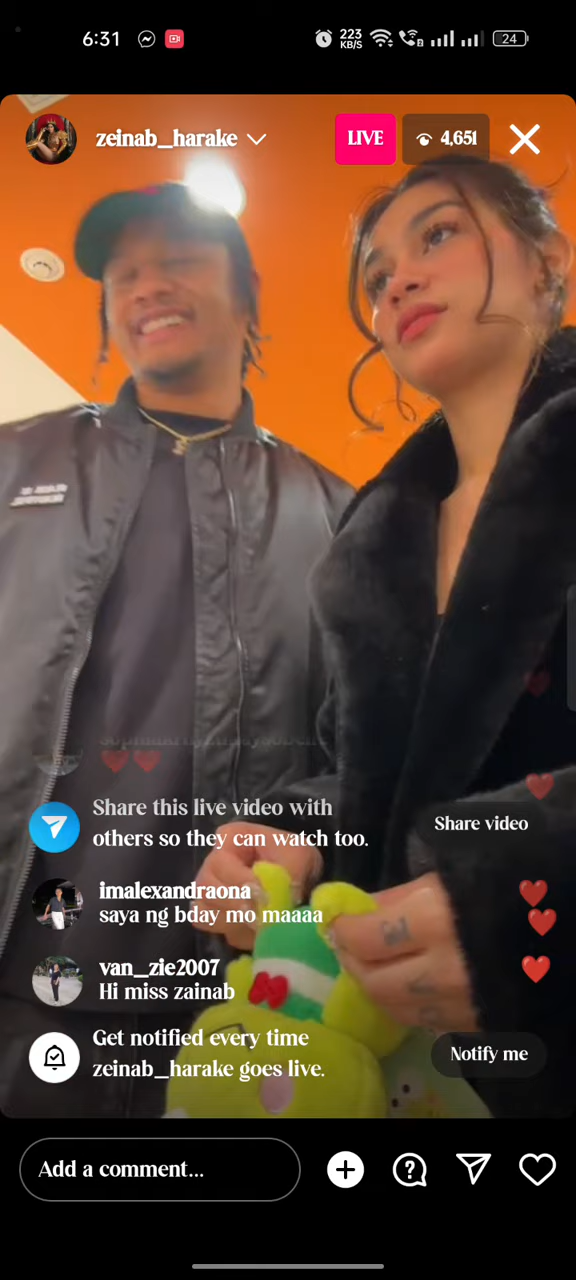 6:31
223
KB/S
24
zeinab_harake
LIVE
4,651
Share this live video with
others so they can watch too.
Share video
imalexandraona
saya ng bday mo maaaa
van_zie2007
Hi miss zainab
Get notified every time
zeinab_harake goes live.
Notify me
Add a comment...